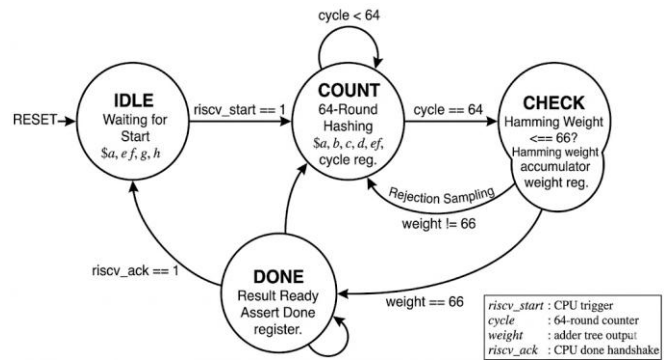 cycle < 64
RESET
IDLE
Waiting for
Start
$a, ef, g, h
riscv_start == 1
COUNT
64-Round
Hashing
$a, b, c, d, ef,
cycle reg.
cycle == 64
CHECK
Hamming Weight
<== 66?
Hamming weight
accumulator
weight reg.
Rejection Sampling
weight != 66
riscv_ack == 1
DONE
Result Ready
Assert Done
register.
weight == 66
riscv_start : CPU trigger
cycle : 64-round counter
weight : adder tree output
riscv_ack : CPU done handshake